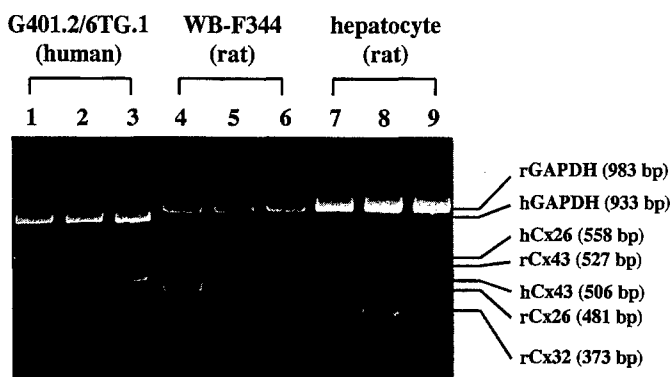 G401.2/6TG.1 WB-F344 hepatocyte
(human) (rat) (rat)
1 2 3 4 5 6 7 8 9
rGAPDH (983 bp)
hGAPDH (933 bp)
hCx26 (558 bp)
rCx43 (527 bp)
hCx43 (506 bp)
rCx26 (481 bp)
rCx32 (373 bp)